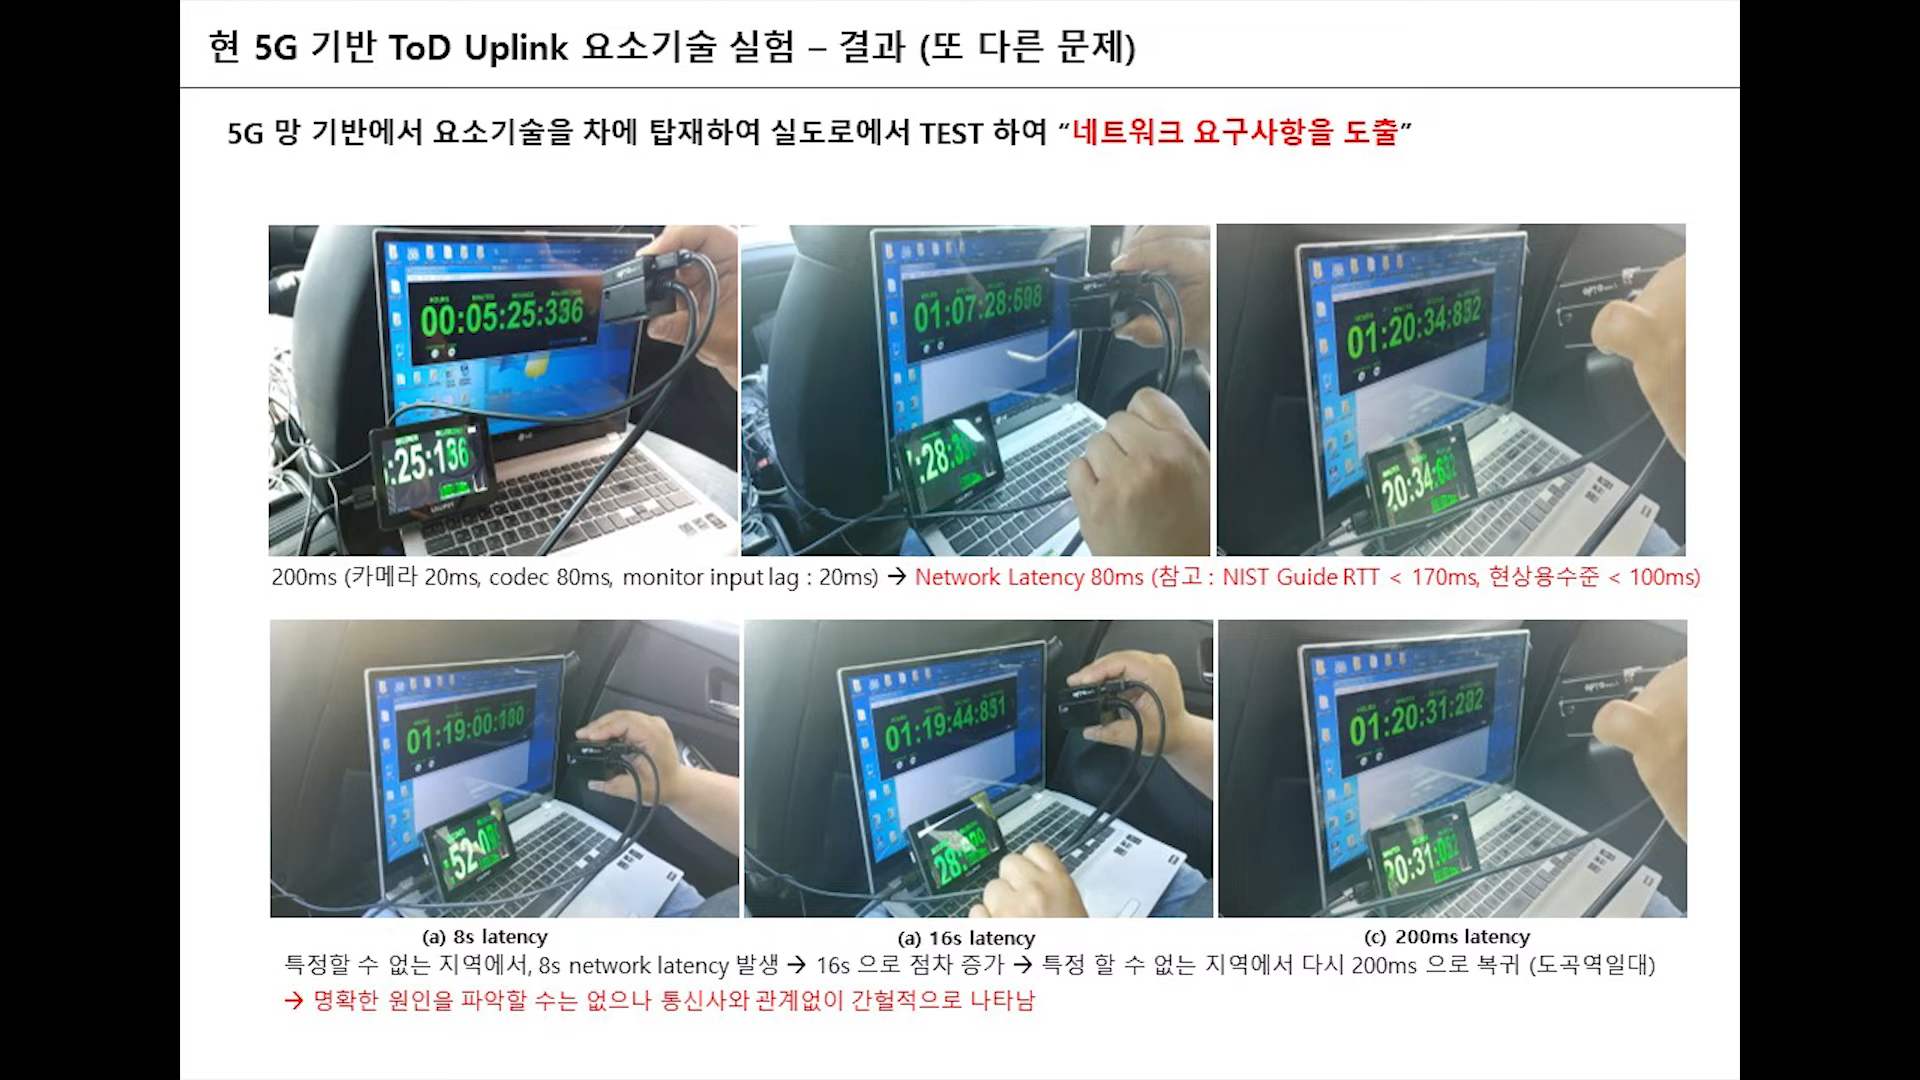 현 5G 기반 ToD Uplink 요소기술 실험 – 결과 (또 다른 문제)
5G 망 기반에서 요소기술을 차에 탑재하여 실도로에서 TEST 하여 “네트워크 요구사항을 도출”
00:05:25:336
01:07:28:598
01:20:34:832
:25:136
20:34:632
200ms (카메라 20ms, codec 80ms, monitor input lag : 20ms) → Network Latency 80ms (참고 : NIST Guide RTT < 170ms, 현상용수준 < 100ms)
01:19:00:180
01:19:44:851
01:20:31:282
20:31:082
(a) 8s latency
(a) 16s latency
(c) 200ms latency
특정할 수 없는 지역에서, 8s network latency 발생 → 16s 으로 점차 증가 → 특정 할 수 없는 지역에서 다시 200ms 으로 복귀 (도곡역일대)
→ 명확한 원인을 파악할 수는 없으나 통신사와 관계없이 간헐적으로 나타남